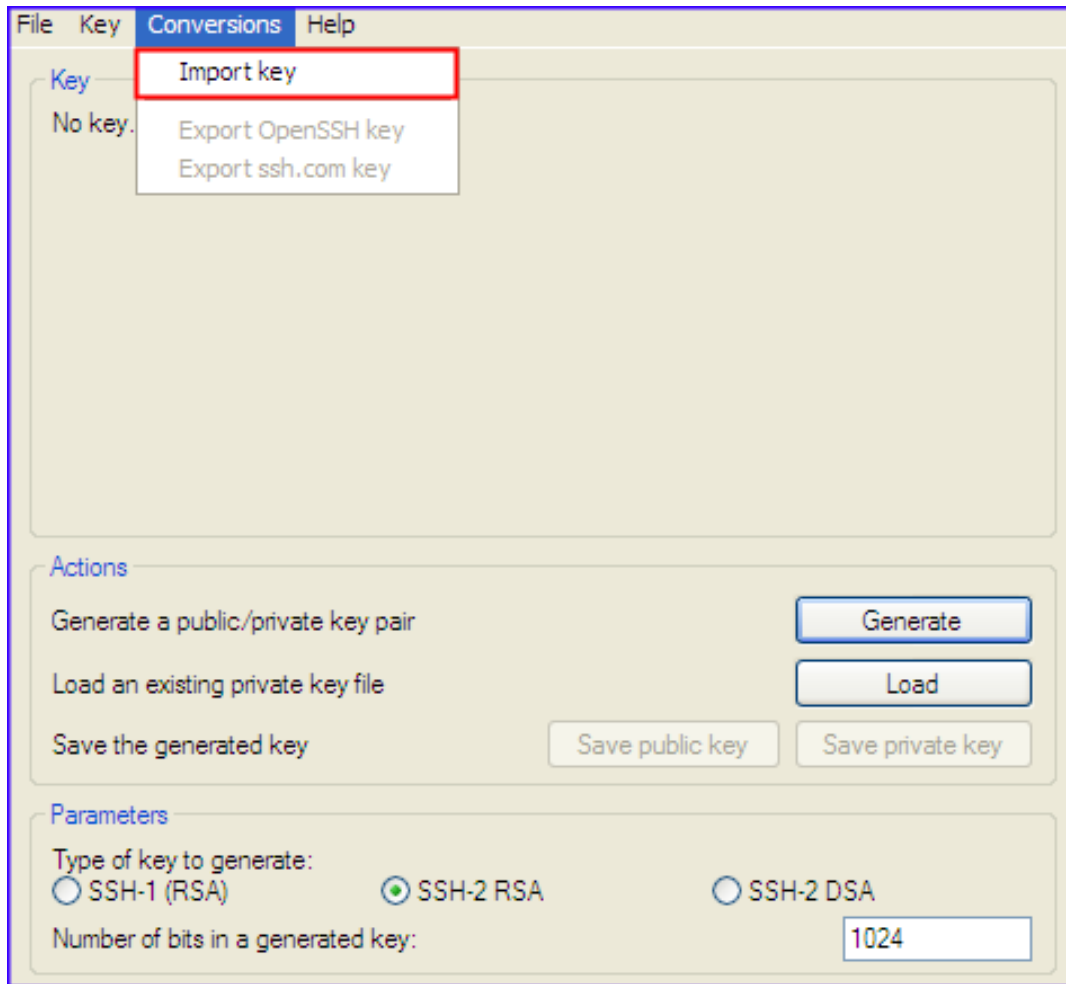 File Key Conversions Help
Import key
Key
No key.
Export OpenSSH key
Export ssh.com key
Actions
Generate a public/private key pair Generate
Load an existing private key file Load
Save the generated key Save public key Save private key
Parameters
Type of key to generate:
SSH-1 (RSA) SSH-2 RSA SSH-2 DSA
Number of bits in a generated key: 1024